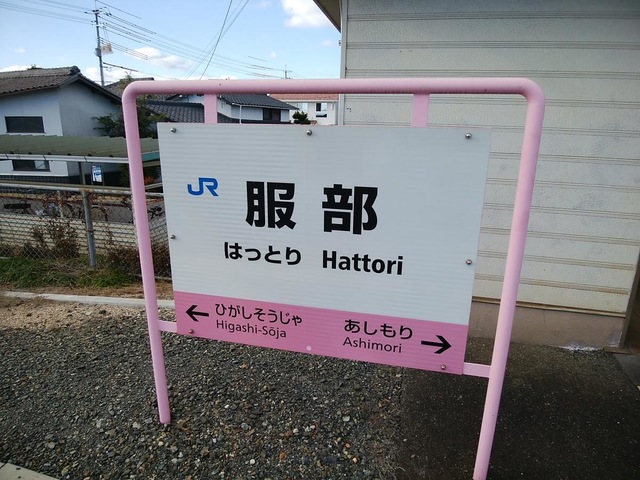 JR
服部
はっとり Hattori
← ひがしそうじゃ
Higashi-Sōja
あしもり →
Ashimori